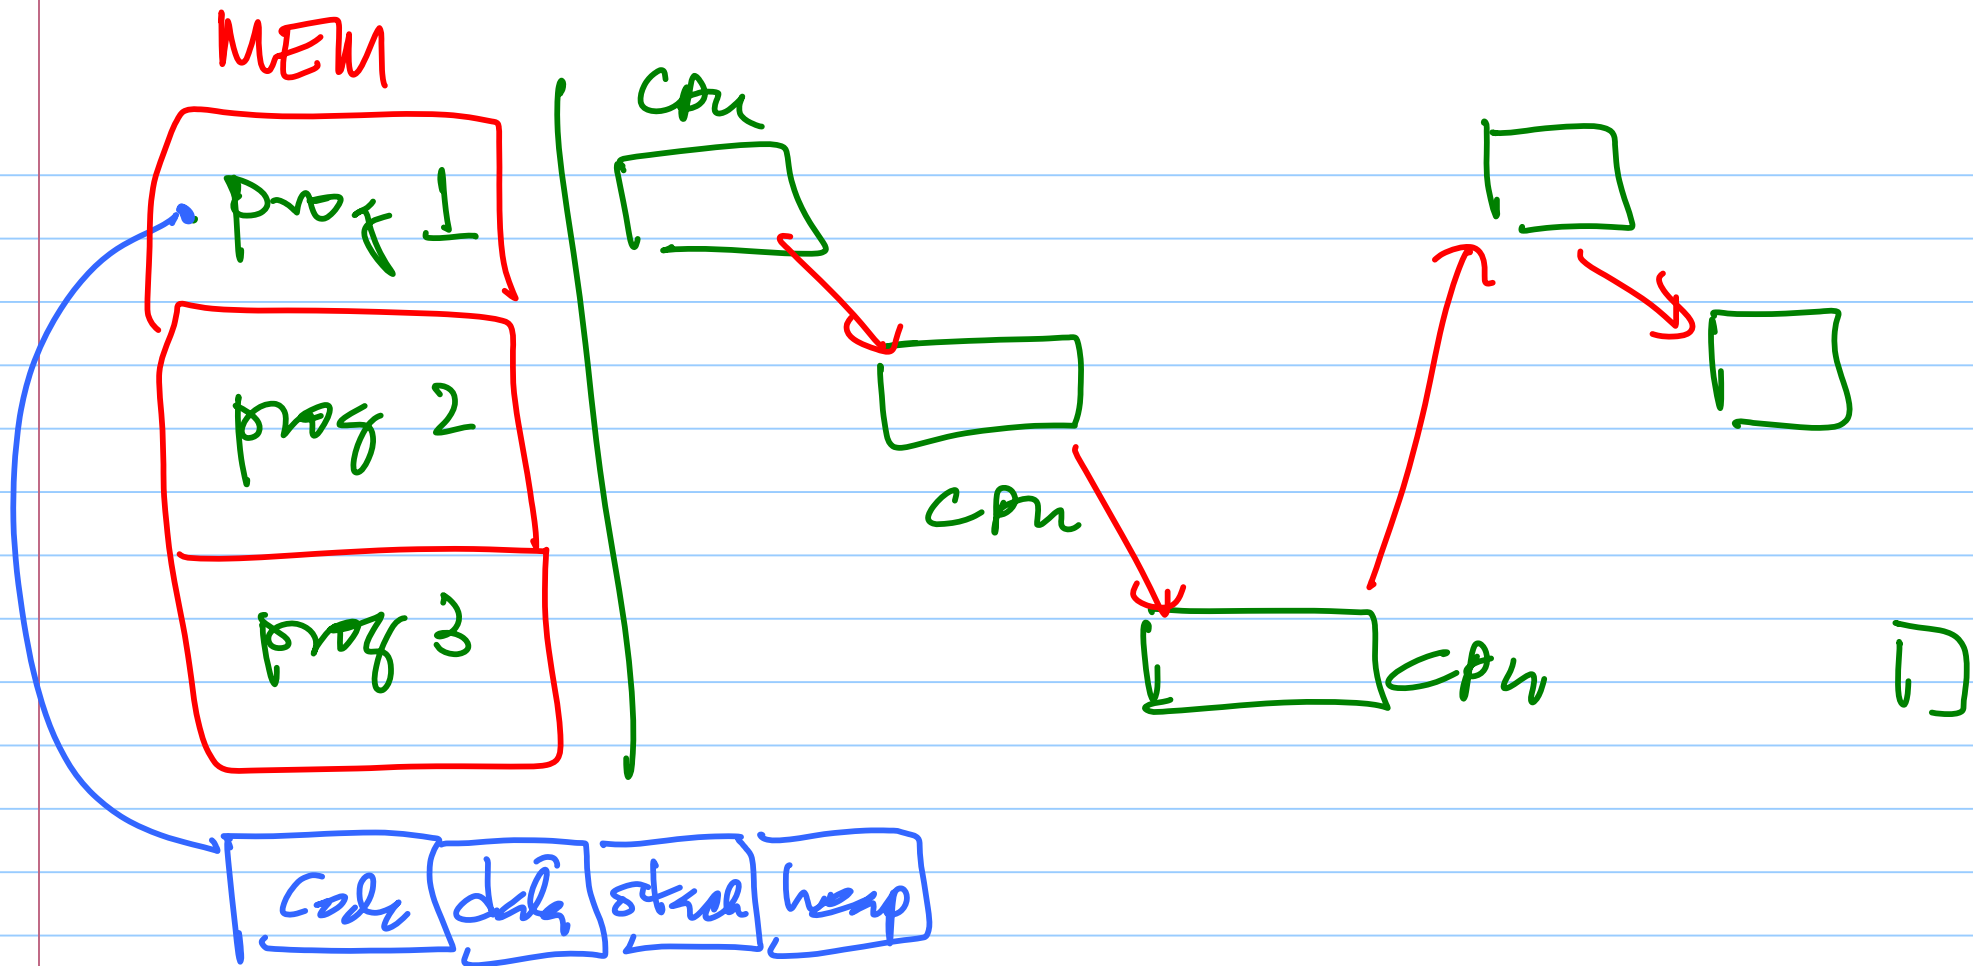 MEM
CPU
prog 1
prog 2
CPU
prog 3
CPU
Code data stack heap